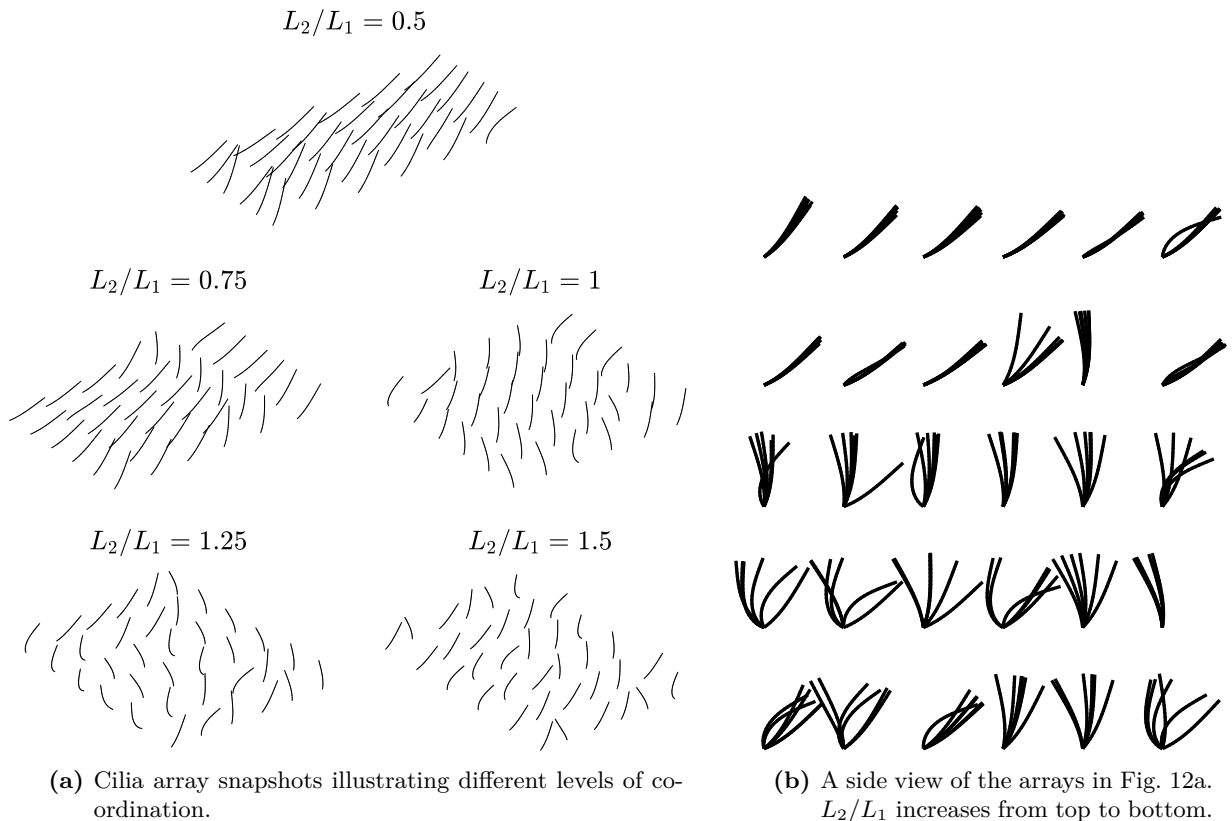 L₂/L₁ = 0.5
L₂/L₁ = 0.75
L₂/L₁ = 1
L₂/L₁ = 1.25
L₂/L₁ = 1.5
(a) Cilia array snapshots illustrating different levels of co-
ordination.
(b) A side view of the arrays in Fig. 12a.
L₂/L₁ increases from top to bottom.